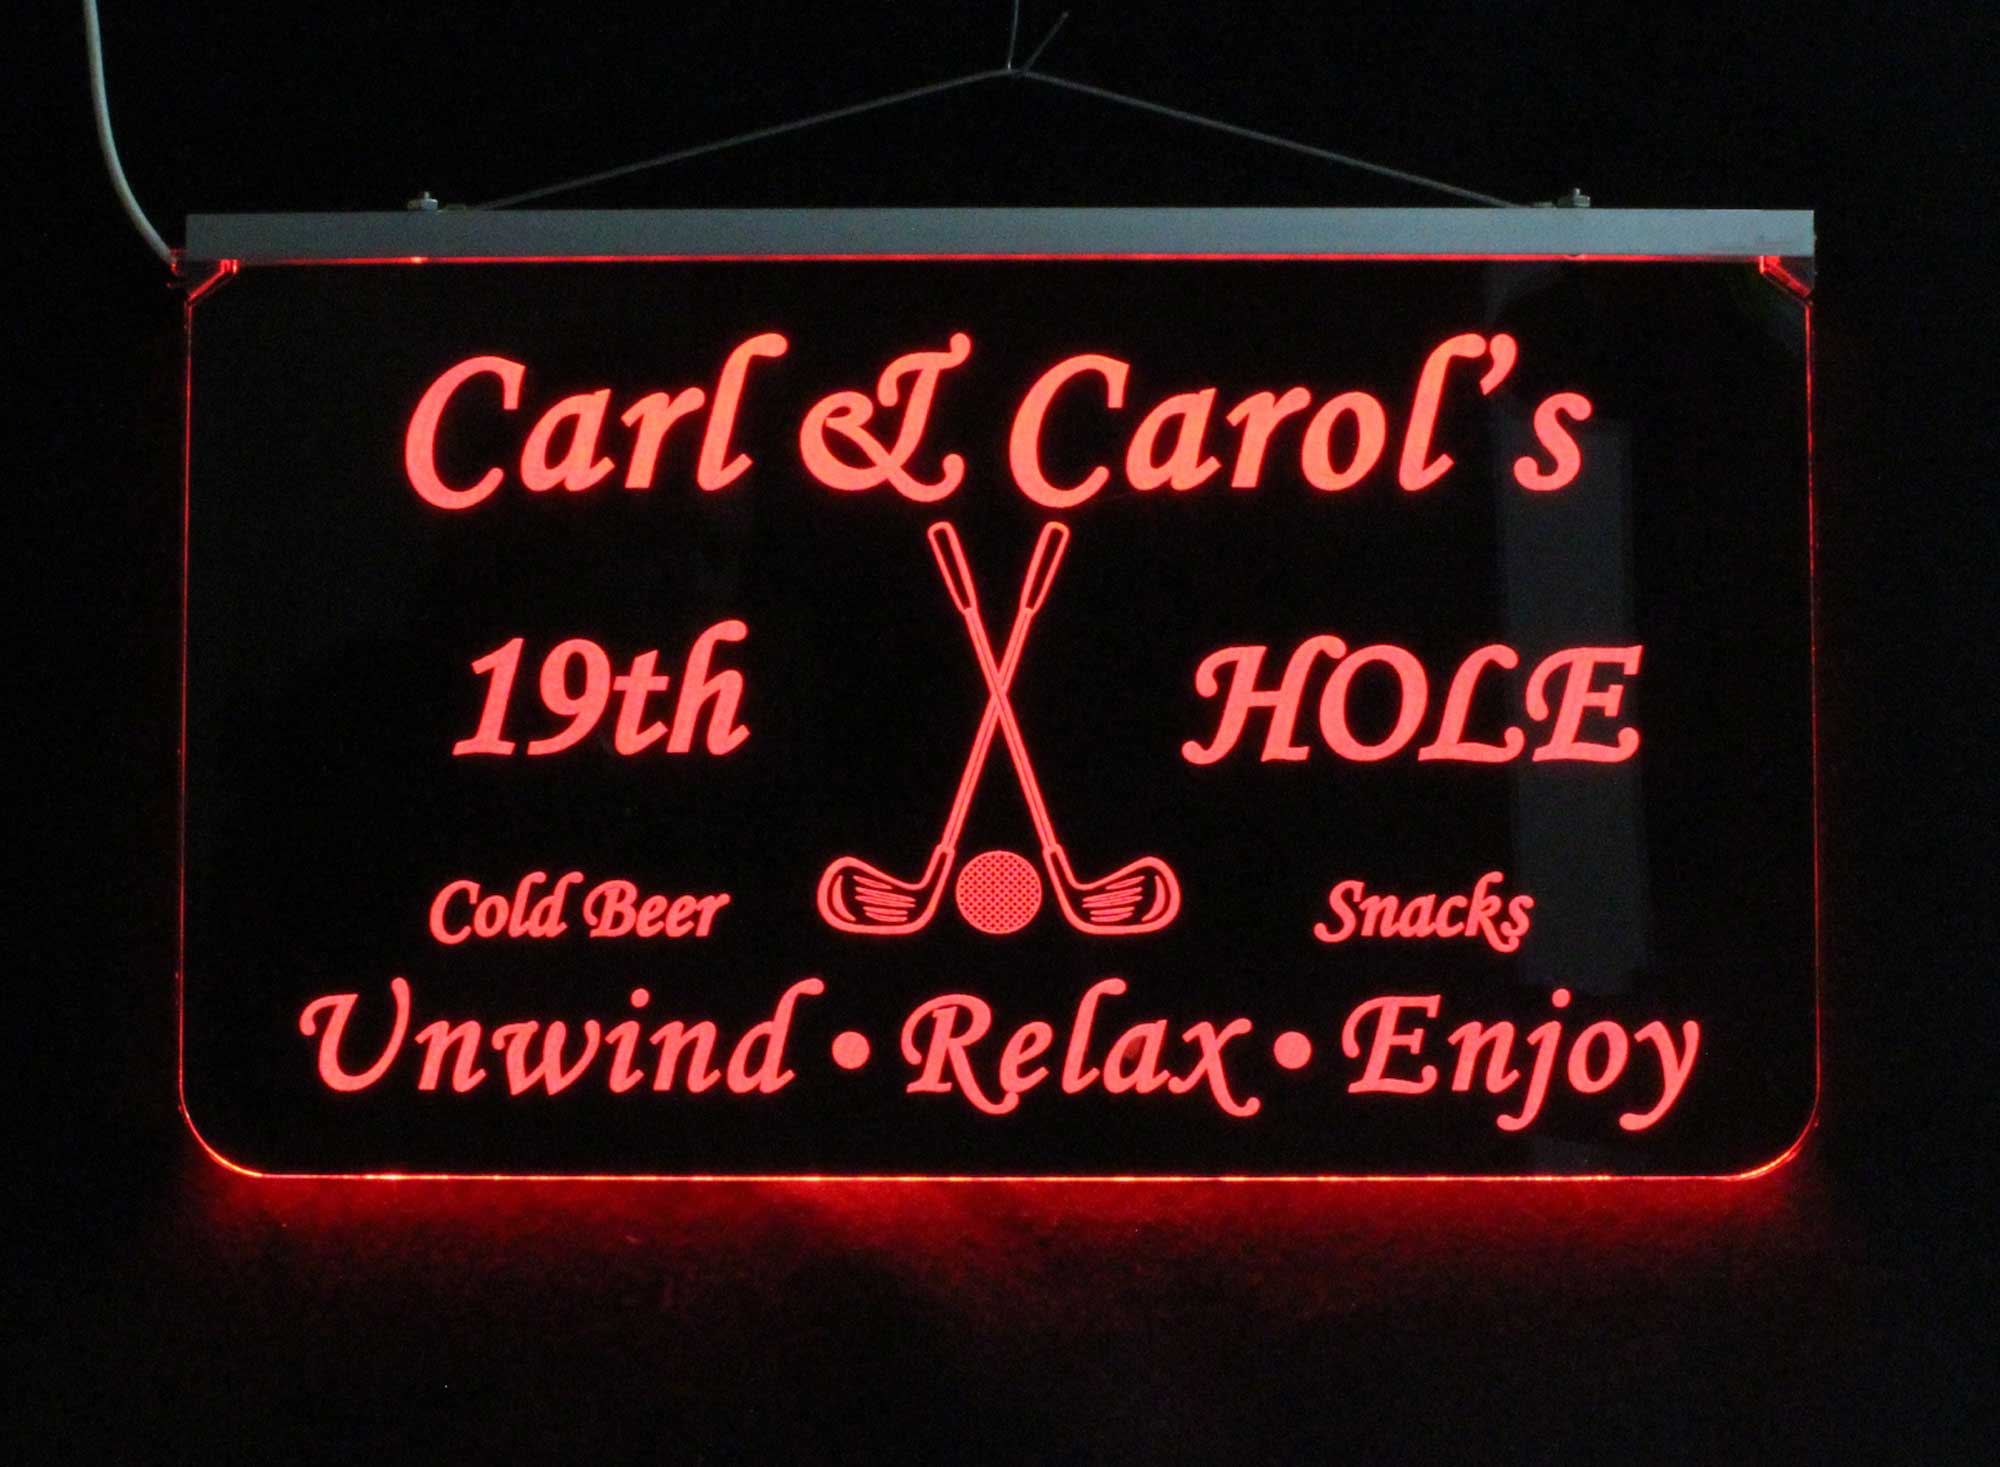 Carl & Carol's
19th HOLE
Cold Beer Snacks
Unwind • Relax • Enjoy